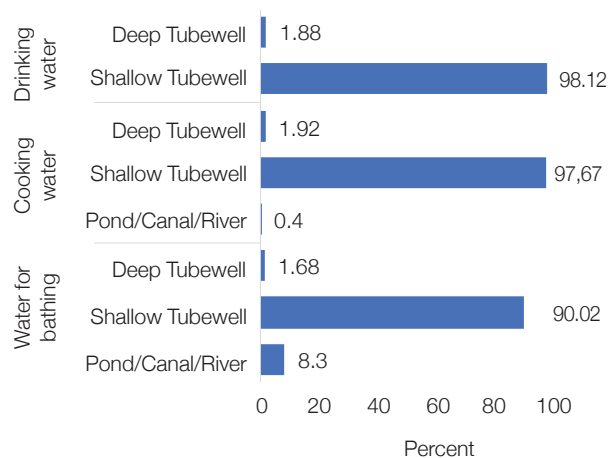 Drinking
water
Deep Tubewell 1.88
Shallow Tubewell 98.12
Cooking
water
Deep Tubewell 1.92
Shallow Tubewell 97,67
Pond/Canal/River 0.4
Water for
bathing
Deep Tubewell 1.68
Shallow Tubewell 90.02
Pond/Canal/River 8.3
0 20 40 60 80 100
Percent